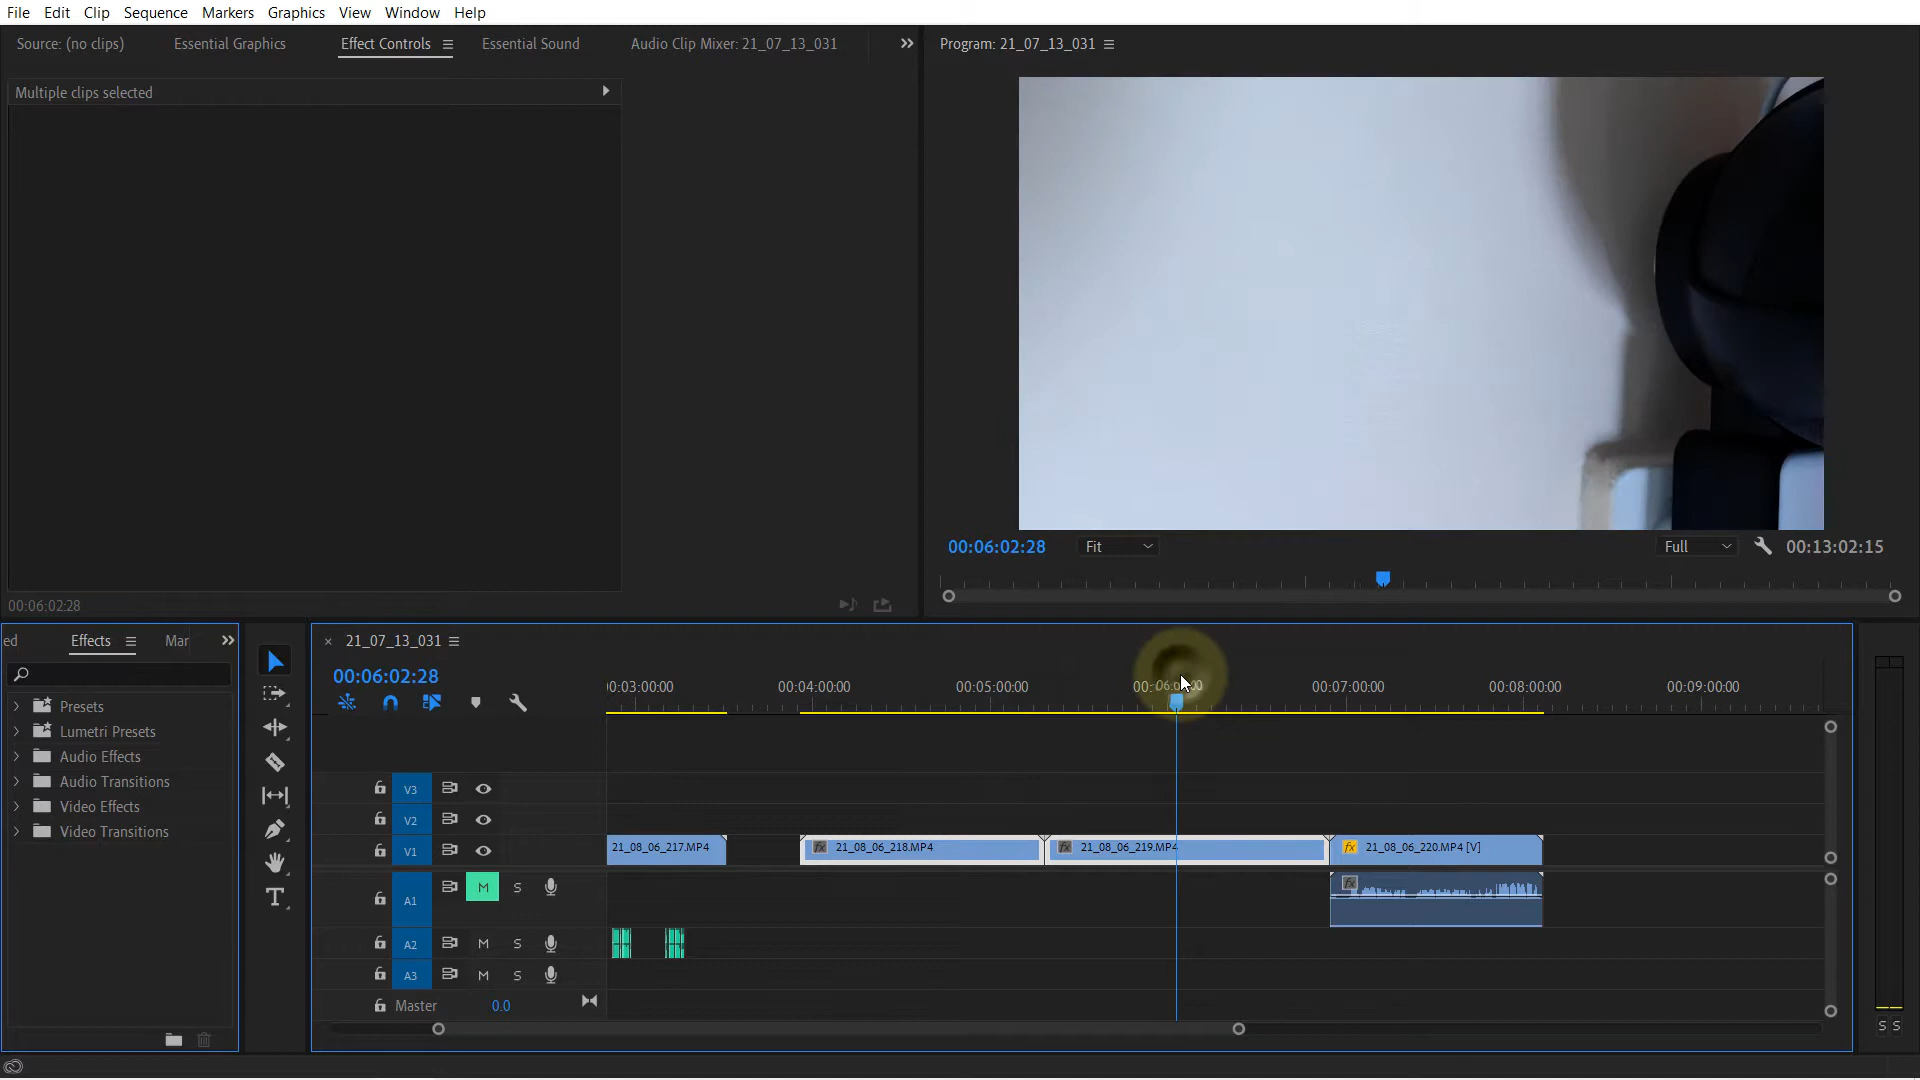 File Edit Clip Sequence Markers Graphics View Window Help
Source: (no clips) Essential Graphics Effect Controls Essential Sound Audio Clip Mixer: 21_07_13_031
Program: 21_07_13_031
Multiple clips selected
00:06:02:28
00:06:02:28 Fit Full 00:13:02:15
ed Effects Mar
Presets
Lumetri Presets
Audio Effects
Audio Transitions
Video Effects
Video Transitions
21_07_13_031
00:06:02:28
00:03:00:00 00:04:00:00 00:05:00:00 00:07:00:00 00:08:00:00 00:09:00:00
V3
V2
V1 21_08_06_217.MP4 fx 21_08_06_218.MP4 fx 21_08_06_219.MP4 fx 21_08_06_220.MP4 [V]
A1 M S fx
A2 M S
A3 M S
Master 0.0
S S